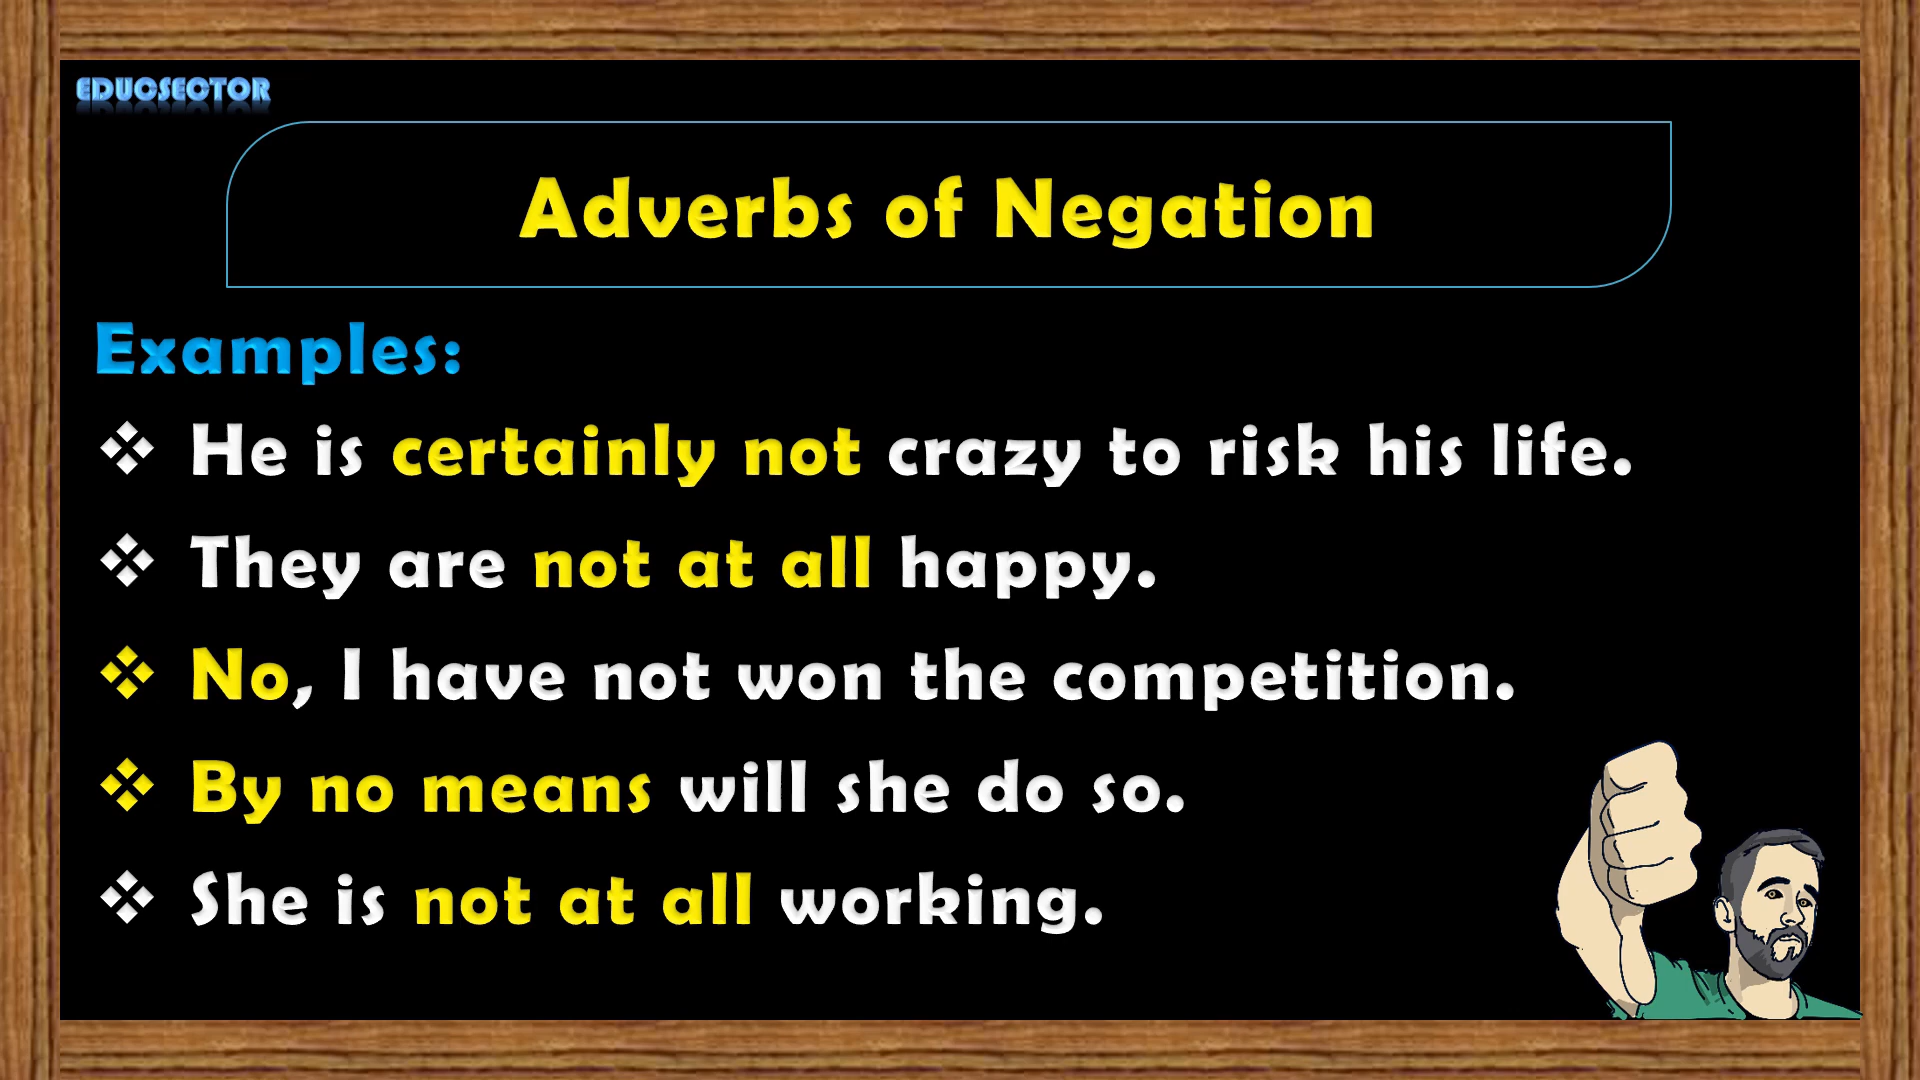 EDUCSECTOR
Adverbs of Negation
Examples:
❖ He is certainly not crazy to risk his life.
❖ They are not at all happy.
❖ No, I have not won the competition.
❖ By no means will she do so.
❖ She is not at all working.